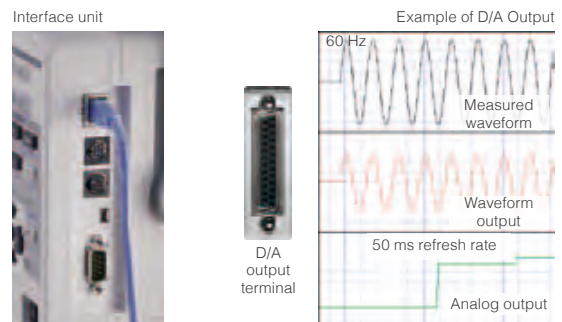 Interface unit
Example of D/A Output
60 Hz
Measured
waveform
D/A
output
terminal
Waveform
output
50 ms refresh rate
Analog output